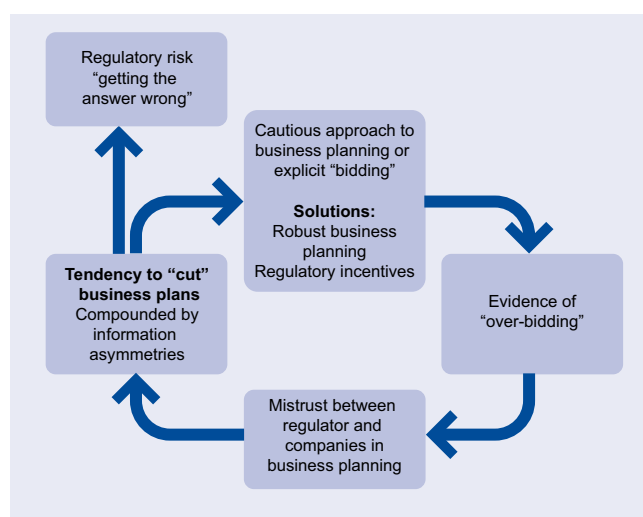 Regulatory risk
“getting the
answer wrong”
Cautious approach to
business planning or
explicit “bidding”
Solutions:
Robust business
planning
Regulatory incentives
Tendency to “cut”
business plans
Compounded by
information
asymmetries
Evidence of
“over-bidding”
Mistrust between
regulator and
companies in
business planning